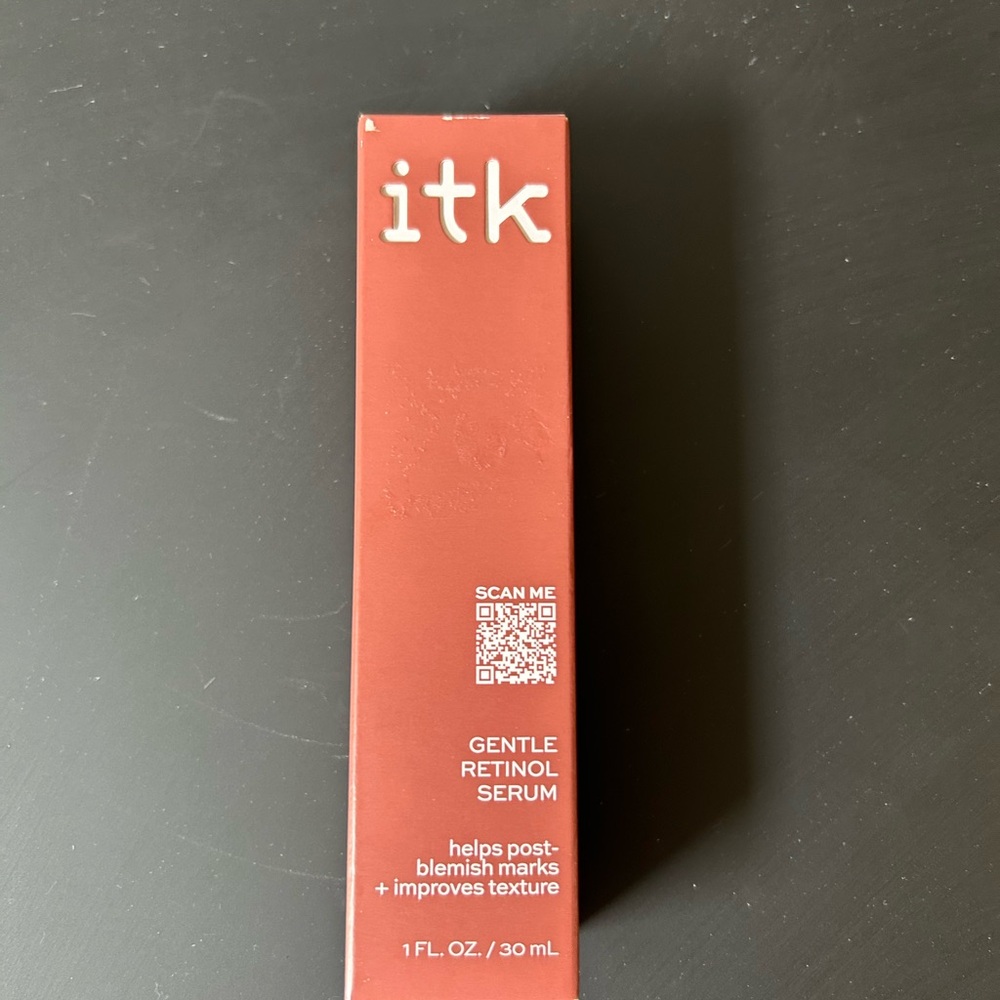 itk
SCAN ME
GENTLE
RETINOL
SERUM
helps post-
blemish marks
+ improves texture
1 FL. OZ. / 30 mL